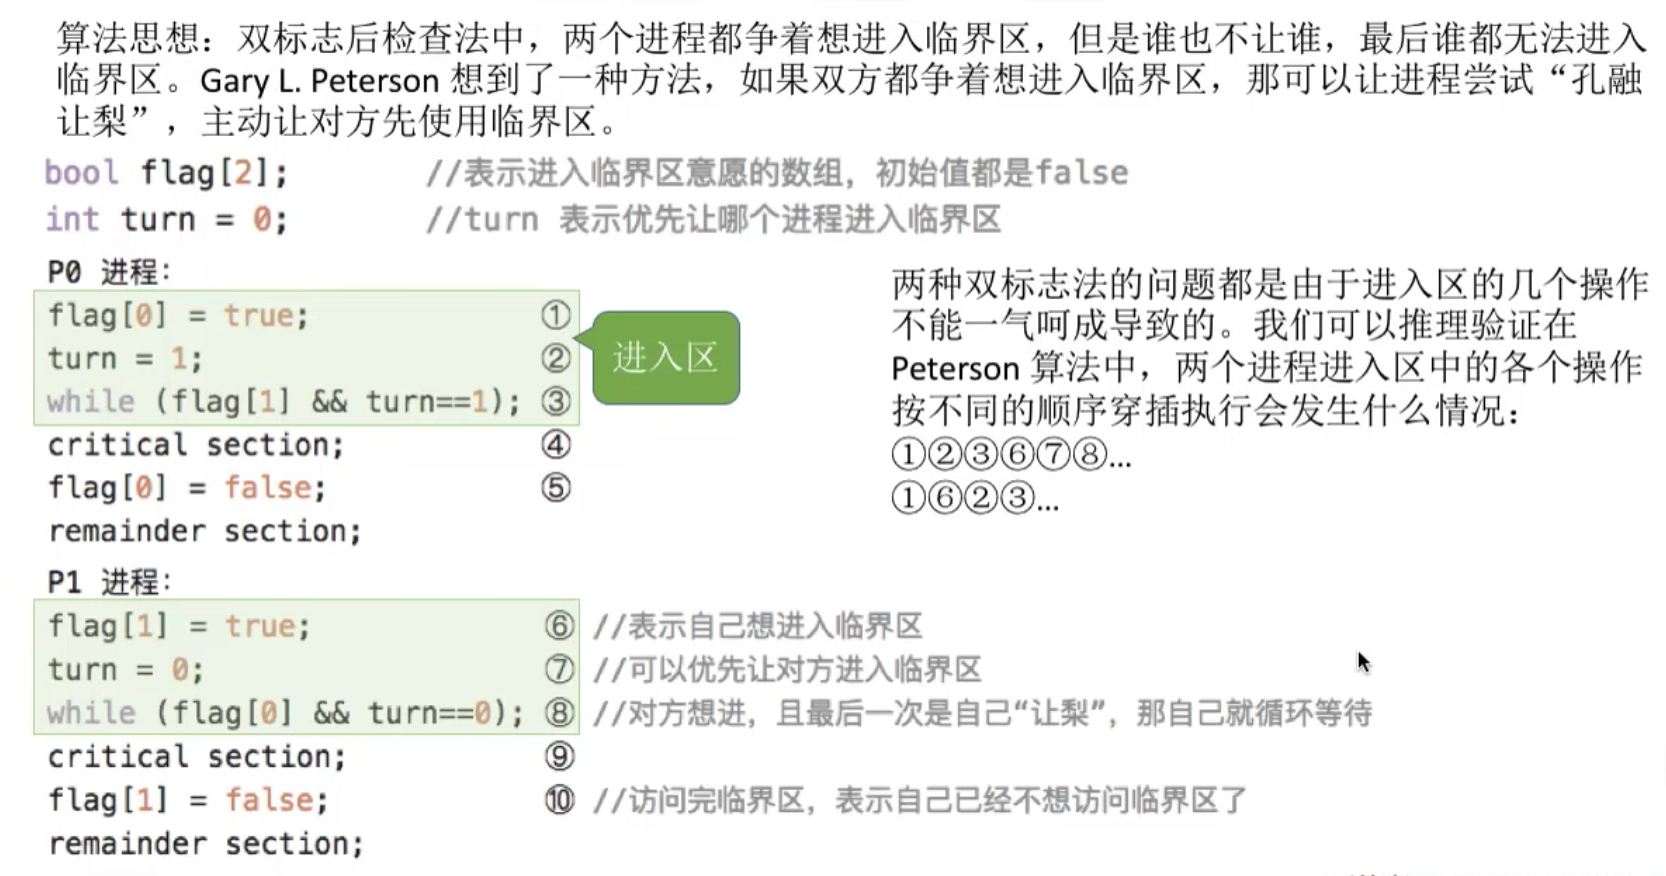 算法思想：双标志后检查法中，两个进程都争着想进入临界区，但是谁也不让谁，最后谁都无法进入
临界区。Gary L. Peterson 想到了一种方法，如果双方都争着想进入临界区，那可以让进程尝试“孔融
让梨”，主动让对方先使用临界区。
bool flag[2]; //表示进入临界区意愿的数组，初始值都是false
int turn = 0; //turn 表示优先让哪个进程进入临界区
P0 进程：
flag[0] = true; ①
turn = 1; ②
while (flag[1] && turn==1); ③
critical section; ④
flag[0] = false; ⑤
remainder section;
进入区
两种双标志法的问题都是由于进入区的几个操作
不能一气呵成导致的。我们可以推理验证在
Peterson 算法中，两个进程进入区中的各个操作
按不同的顺序穿插执行会发生什么情况：
①②③⑥⑦⑧...
①⑥②③...
P1 进程：
flag[1] = true; ⑥ //表示自己想进入临界区
turn = 0; ⑦ //可以优先让对方进入临界区
while (flag[0] && turn==0); ⑧ //对方想进，且最后一次是自己“让梨”，那自己就循环等待
critical section; ⑨
flag[1] = false; ⑩ //访问完临界区，表示自己已经不想访问临界区了
remainder section;